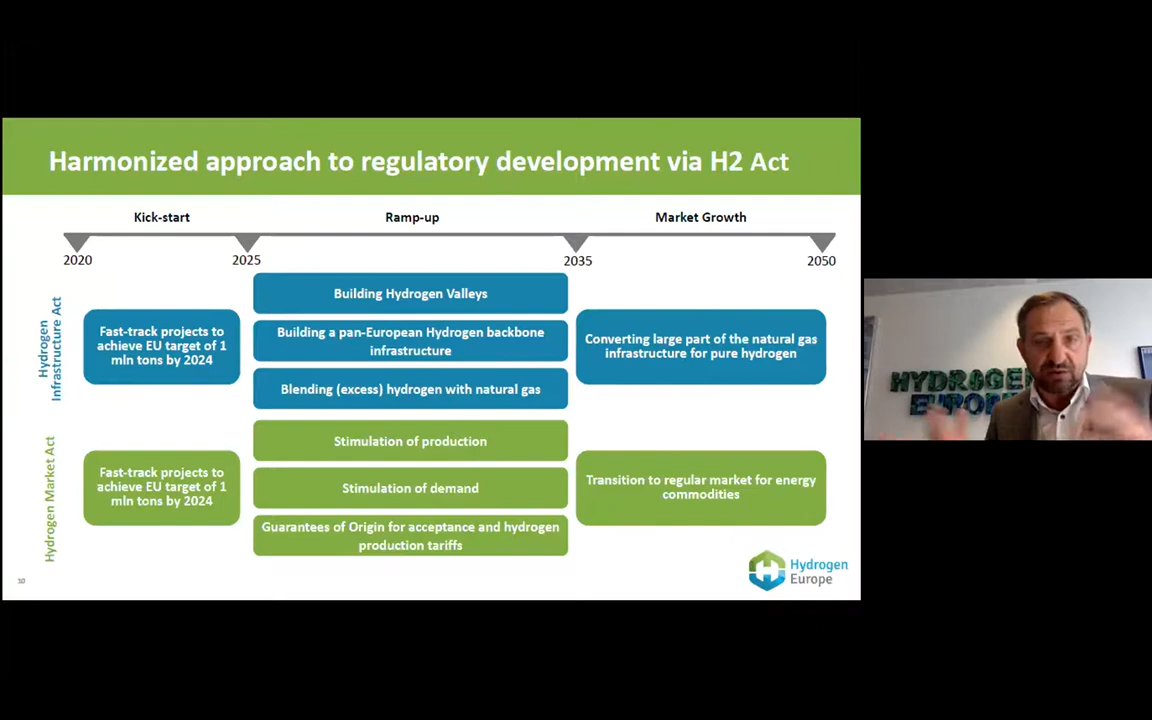 Harmonized approach to regulatory development via H2 Act
Kick-start
Ramp-up
Market Growth
2020
2025
2035
2050
Hydrogen
Infrastructure Act
Fast-track projects to
achieve EU target of 1
mln tons by 2024
Building Hydrogen Valleys
Building a pan-European Hydrogen backbone
infrastructure
Blending (excess) hydrogen with natural gas
Converting large part of the natural gas
infrastructure for pure hydrogen
Hydrogen Market Act
Fast-track projects to
achieve EU target of 1
mln tons by 2024
Stimulation of production
Stimulation of demand
Guarantees of Origin for acceptance and hydrogen
production tariffs
Transition to regular market for energy
commodities
10
Hydrogen
Europe
HYDROGE
EURO